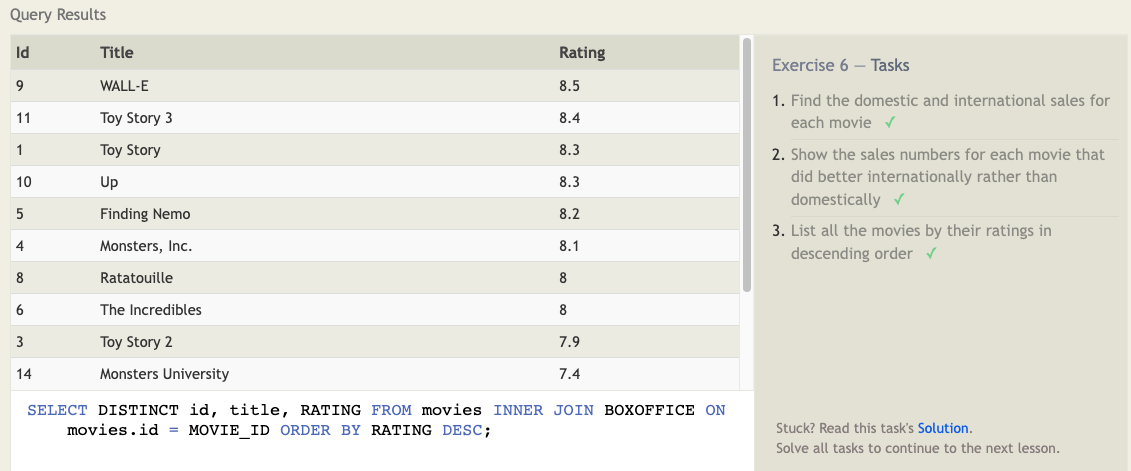 Query Results
Id Title Rating
9 WALL-E 8.5
11 Toy Story 3 8.4
1 Toy Story 8.3
10 Up 8.3
5 Finding Nemo 8.2
4 Monsters, Inc. 8.1
8 Ratatouille 8
6 The Incredibles 8
3 Toy Story 2 7.9
14 Monsters University 7.4
SELECT DISTINCT id, title, RATING FROM movies INNER JOIN BOXOFFICE ON
movies.id = MOVIE_ID ORDER BY RATING DESC;
Exercise 6 — Tasks
1. Find the domestic and international sales for
each movie ✓
2. Show the sales numbers for each movie that
did better internationally rather than
domestically ✓
3. List all the movies by their ratings in
descending order ✓
Stuck? Read this task's Solution.
Solve all tasks to continue to the next lesson.